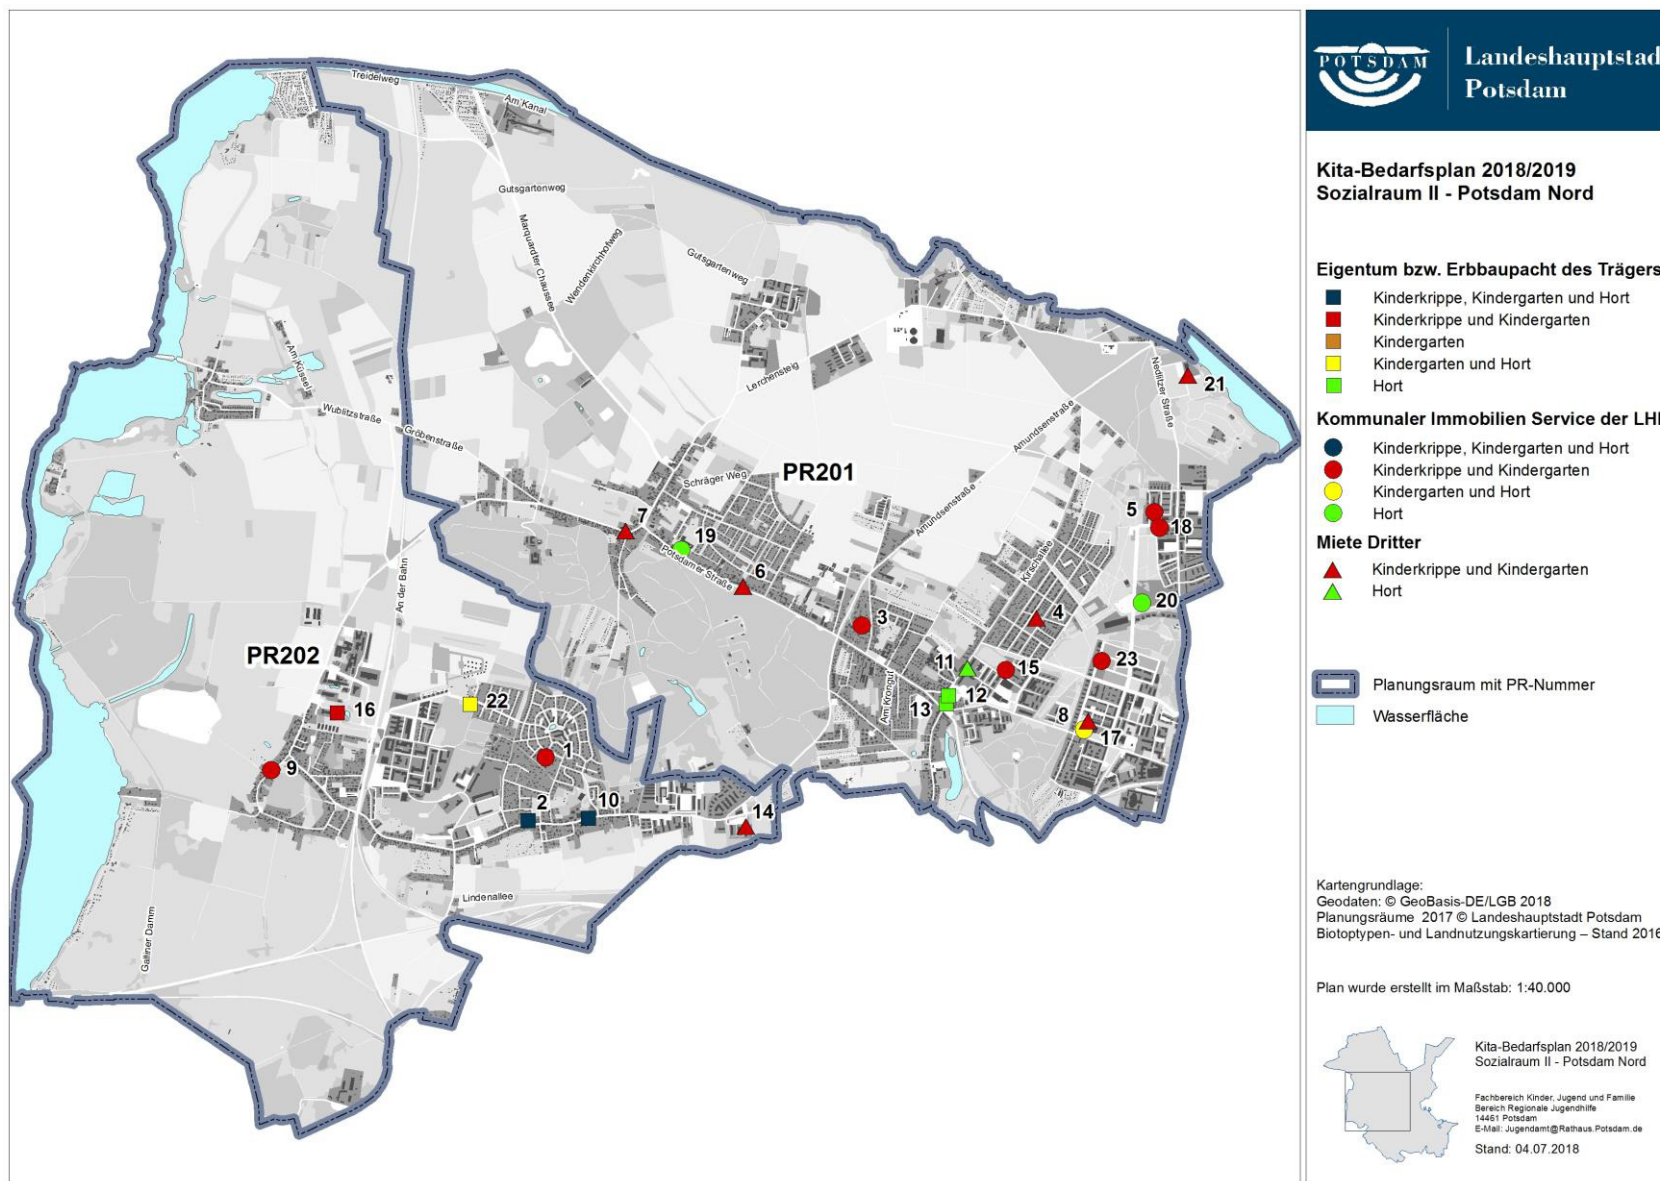 POTSDAM
Landeshauptstad
Potsdam
Kita-Bedarfsplan 2018/2019
Sozialraum II - Potsdam Nord
Eigentum bzw. Erbbaupacht des Trägers
Kinderkrippe, Kindergarten und Hort
Kinderkrippe und Kindergarten
Kindergarten
Kindergarten und Hort
Hort
Kommunaler Immobilien Service der LHI
Kinderkrippe, Kindergarten und Hort
Kinderkrippe und Kindergarten
Kindergarten und Hort
Hort
Miete Dritter
Kinderkrippe und Kindergarten
Hort
Planungsraum mit PR-Nummer
Wasserfläche
Kartengrundlage:
Geodaten: © GeoBasis-DE/LGB 2018
Planungsräume 2017 © Landeshauptstadt Potsdam
Biotoptypen- und Landnutzungskartierung – Stand 2016
Plan wurde erstellt im Maßstab: 1:40.000
Kita-Bedarfsplan 2018/2019
Sozialraum II - Potsdam Nord
Fachbereich Kinder, Jugend und Familie
Bereich Regionale Jugendhilfe
14461 Potsdam
E-Mail: Jugendamt@Rathaus.Potsdam.de
Stand: 04.07.2018
Treidelweg
Am Kanal
Gutsgartenweg
Marquardter Chaussee
Wendenkirchhofweg
Gutsgartenweg
Lerchensteig
Am Küssel
Wublitzstraße
Gröbenstraße
Nedlitzer Straße
21
Amundsenstraße
Schräger Weg
PR201
Amundsenstraße
5
18
7
19
Potsdamer Straße
6
Kirschallee
An der Bahn
20
3
4
PR202
11
15
23
Am Krongut
12
13
16
22
8
17
9
1
2
10
14
Lindenallee
Galliner Damm